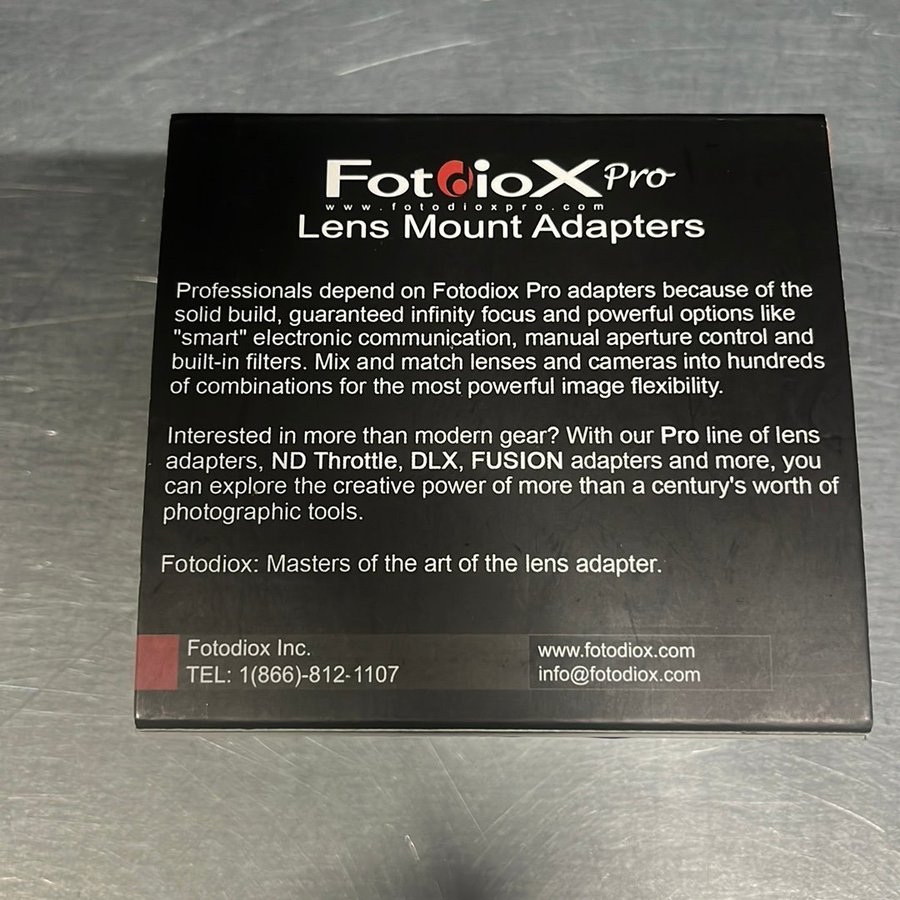 FotodioX Pro
www.fotodioxpro.com
Lens Mount Adapters
Professionals depend on Fotodiox Pro adapters because of the
solid build, guaranteed infinity focus and powerful options like
"smart" electronic communication, manual aperture control and
built-in filters. Mix and match lenses and cameras into hundreds
of combinations for the most powerful image flexibility.
Interested in more than modern gear? With our Pro line of lens
adapters, ND Throttle, DLX, FUSION adapters and more, you
can explore the creative power of more than a century's worth of
photographic tools.
Fotodiox: Masters of the art of the lens adapter.
Fotodiox Inc.
TEL: 1(866)-812-1107
www.fotodiox.com
info@fotodiox.com